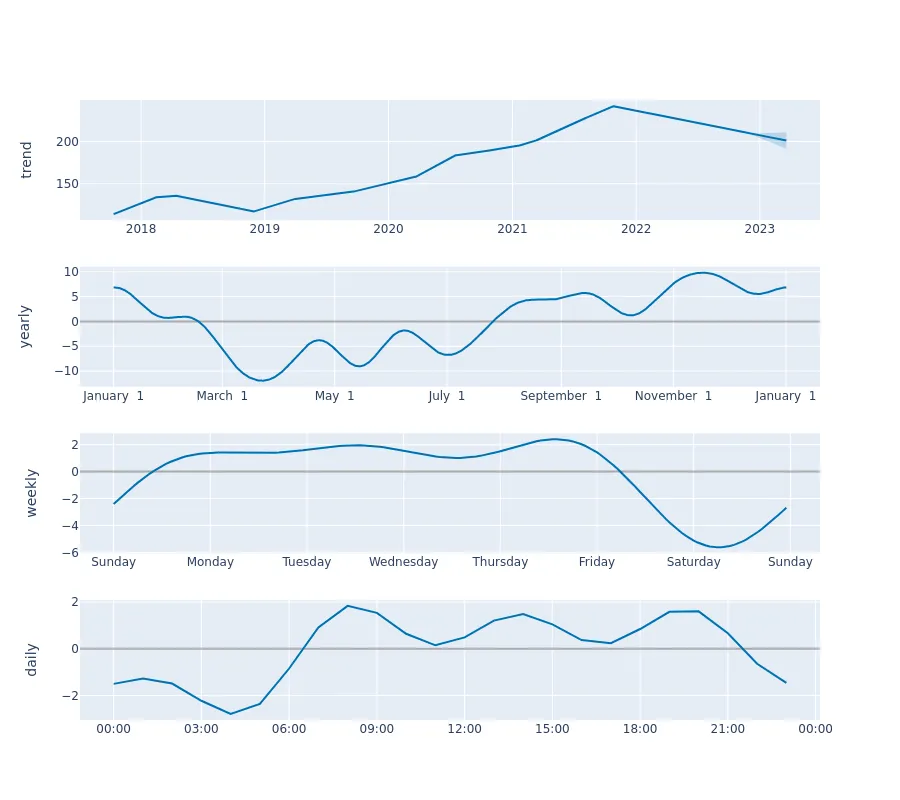 trend
200
150
2018 2019 2020 2021 2022 2023
yearly
10
5
0
−5
−10
January 1 March 1 May 1 July 1 September 1 November 1 January 1
weekly
2
0
−2
−4
−6
Sunday Monday Tuesday Wednesday Thursday Friday Saturday Sunday
daily
2
0
−2
00:00 03:00 06:00 09:00 12:00 15:00 18:00 21:00 00:00